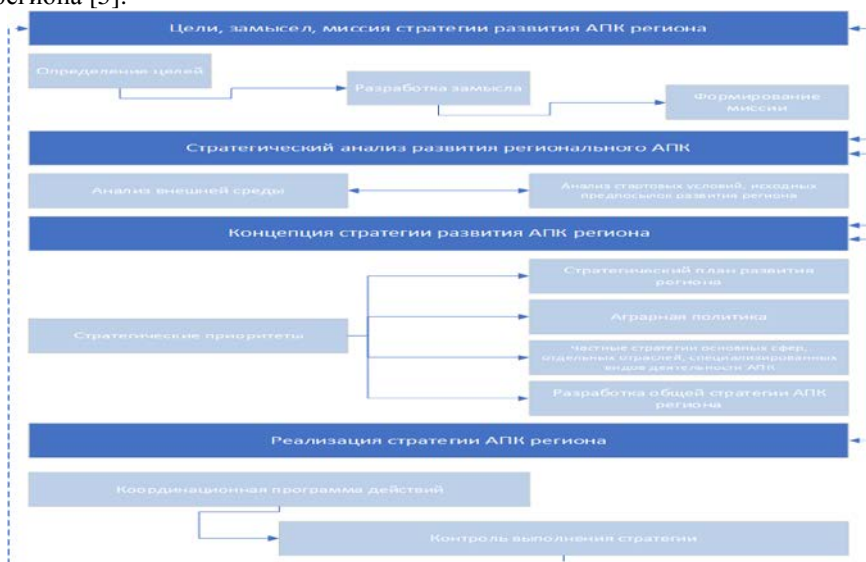 региона [5].
Цели, замысел, миссия стратегии развития АПК региона
Определение целей
Разработка замысла
Формирование
миссии
Стратегический анализ развития регионального АПК
Анализ внешней среды
Анализ стартовых условий, исходных
предпосылок развития региона
Концепция стратегии развития АПК региона
Стратегический план развития
региона
Аграрная политика
Стратегические приоритеты
частные стратегии основных сфер,
отдельных отраслей, специализированных
видов деятельности АПК
Разработка общей стратегии АПК
региона
Реализация стратегии АПК региона
Координационная программа действий
Контроль выполнения стратегии